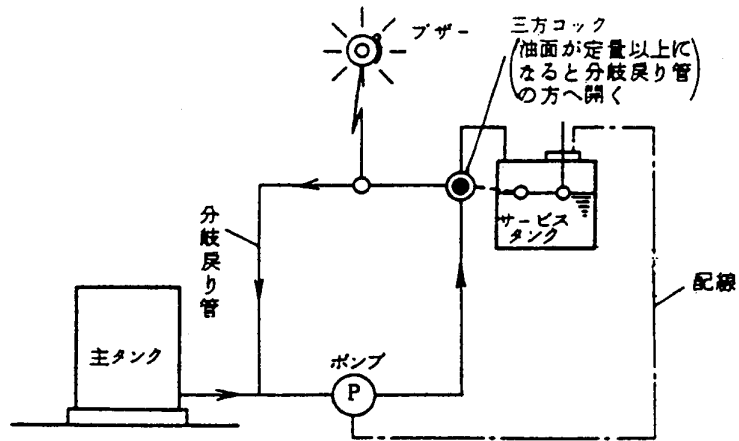 ブザー
三方コック
(油面が定量以上に
なると分岐戻り管
の方へ開く)
サービス
タンク
分岐戻り管
配線
主タンク
ポンプ
P